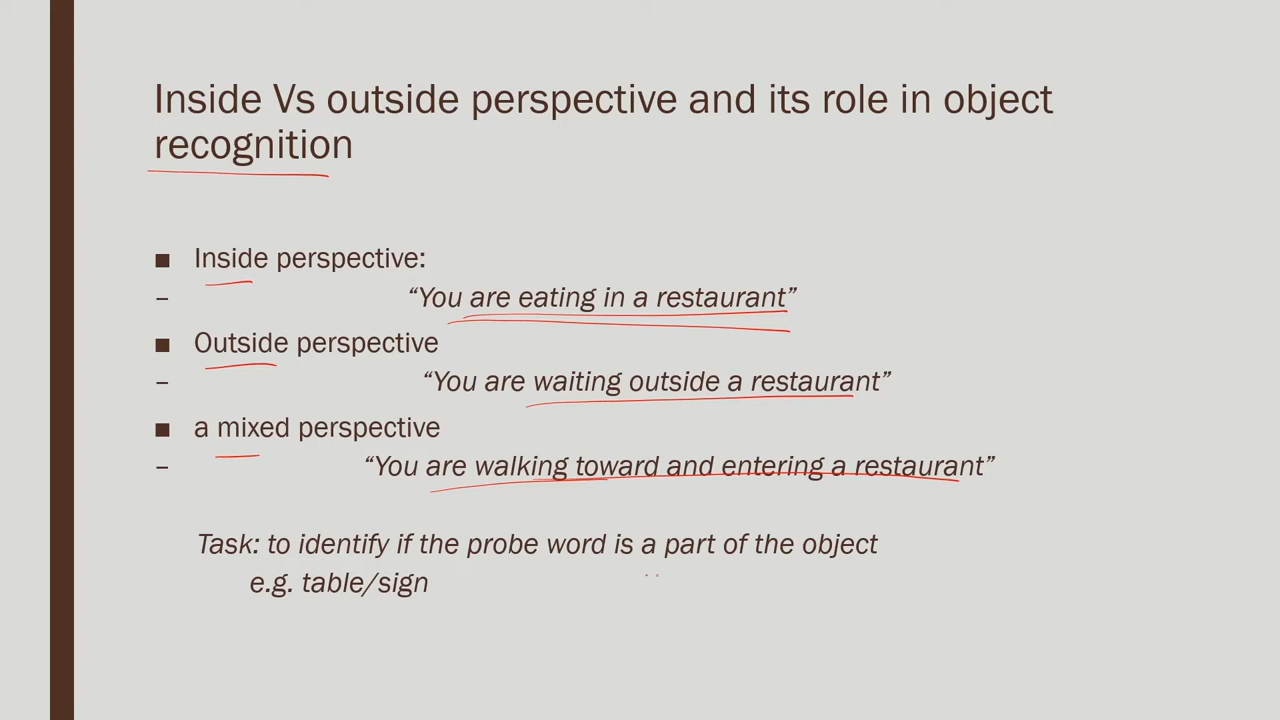 Inside Vs outside perspective and its role in object
recognition
■ Inside perspective:
– “You are eating in a restaurant”
■ Outside perspective
– “You are waiting outside a restaurant”
■ a mixed perspective
– “You are walking toward and entering a restaurant”
Task: to identify if the probe word is a part of the object
e.g. table/sign